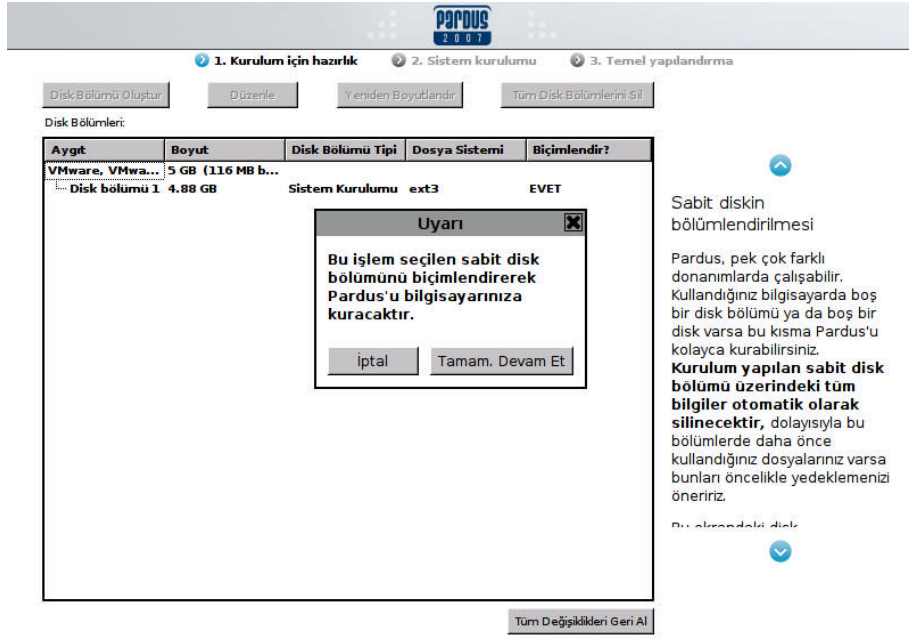 PARDUS
2007
1. Kurulum için hazırlık 2. Sistem kurulumu 3. Temel yapılandırma
Disk Bölümü Oluştur Düzenle Yeniden Boyutlandır Tüm Disk Bölümlerini Sil
Disk Bölümleri:
Aygıt Boyut Disk Bölümü Tipi Dosya Sistemi Biçimlendir?
VMware, VMwa... 5 GB (116 MB b...
Disk bölümü 1 4.88 GB Sistem Kurulumu ext3 EVET
Uyarı
Bu işlem seçilen sabit disk
bölümünü biçimlendirerek
Pardus'u bilgisayarınıza
kuracaktır.
İptal Tamam. Devam Et
Sabit diskin
bölümlendirilmesi
Pardus, pek çok farklı
donanımlarda çalışabilir.
Kullandığınız bilgisayarda boş
bir disk bölümü ya da boş bir
disk varsa bu kısma Pardus'u
kolayca kurabilirsiniz.
Kurulum yapılan sabit disk
bölümü üzerindeki tüm
bilgiler otomatik olarak
silinecektir, dolayısıyla bu
bölümlerde daha önce
kullandığınız dosyalarınız varsa
bunları öncelikle yedeklemenizi
öneririz.
Bu ekrandaki disk
Tüm Değişiklikleri Geri Al